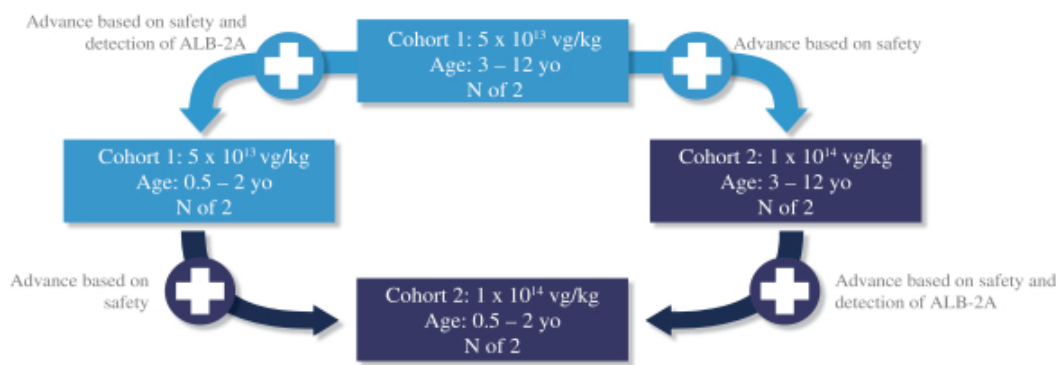 Advance based on safety and
detection of ALB-2A
Cohort 1: 5 x 10¹³ vg/kg
Age: 3 – 12 yo
N of 2
Advance based on safety
Cohort 1: 5 x 10¹³ vg/kg
Age: 0.5 – 2 yo
N of 2
Cohort 2: 1 x 10¹⁴ vg/kg
Age: 3 – 12 yo
N of 2
Advance based on
safety
Cohort 2: 1 x 10¹⁴ vg/kg
Age: 0.5 – 2 yo
N of 2
Advance based on safety and
detection of ALB-2A